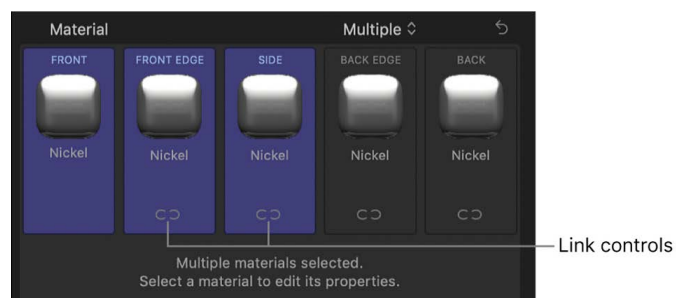 Material Multiple
FRONT FRONT EDGE SIDE BACK EDGE BACK
Nickel Nickel Nickel Nickel Nickel
Link controls
Multiple materials selected.
Select a material to edit its properties.